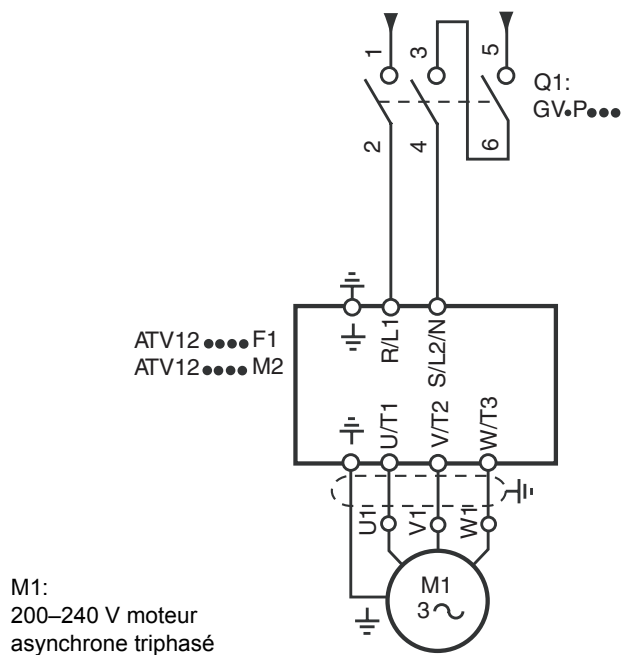 1
3
5
Q1:
GV•P•••
2
4
6
ATV12••••F1
ATV12••••M2
R/L1
S/L2/N
U/T1
V/T2
W/T3
U1
V1
W1
M1
3
M1:
200–240 V moteur
asynchrone triphasé